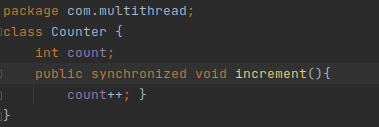 package com.multithread;
class Counter {
    int count;
    public synchronized void increment(){
        count++; }
}